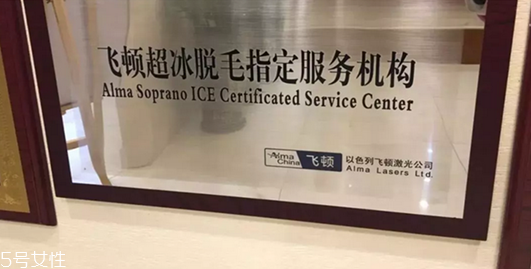 飞顿超冰脱毛指定服务机构
Alma Soprano ICE Certificated Service Center
Alma China 飞顿
以色列飞顿激光公司
Alma Lasers Ltd.
5号女性